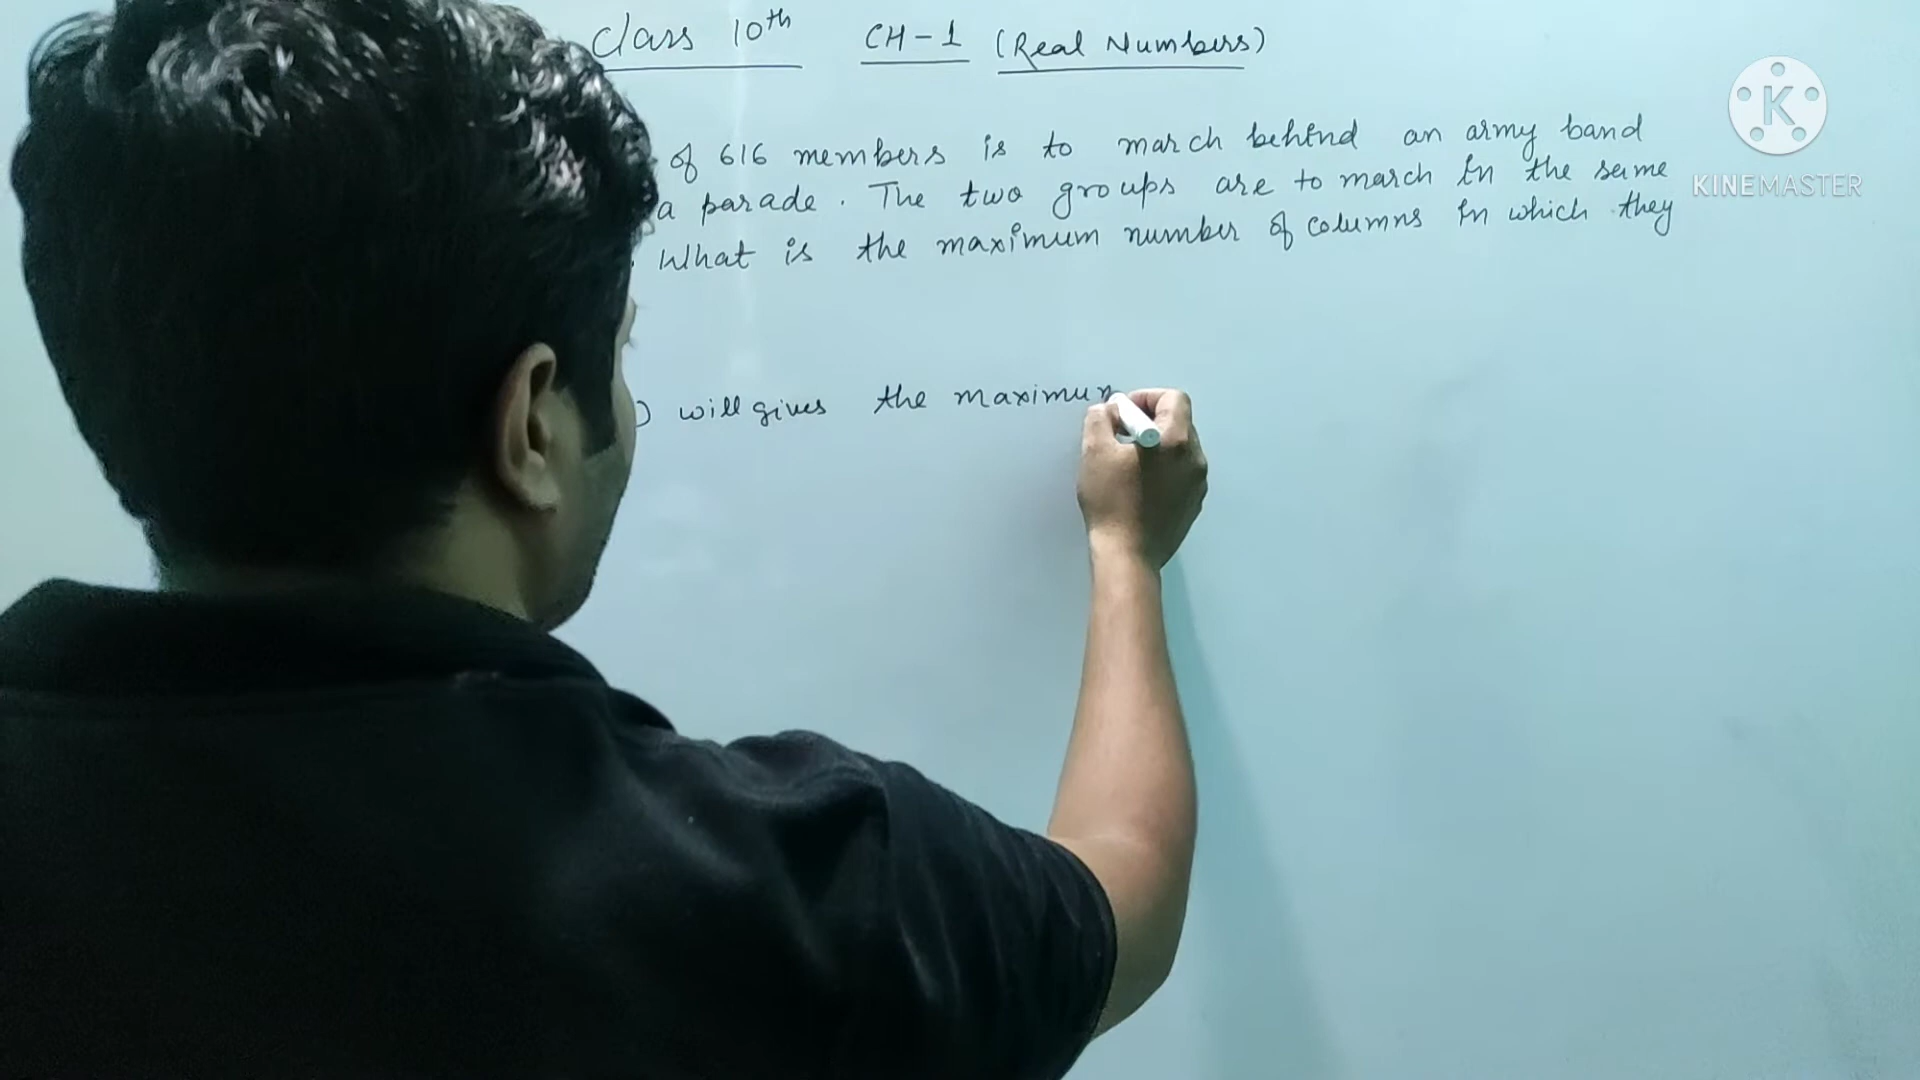 Class 10th CH-1 (Real Numbers)
of 616 members is to march behind an army band
a parade. The two groups are to march in the same
. What is the maximum number of columns in which they
) will gives the maximum
K
KINEMASTER